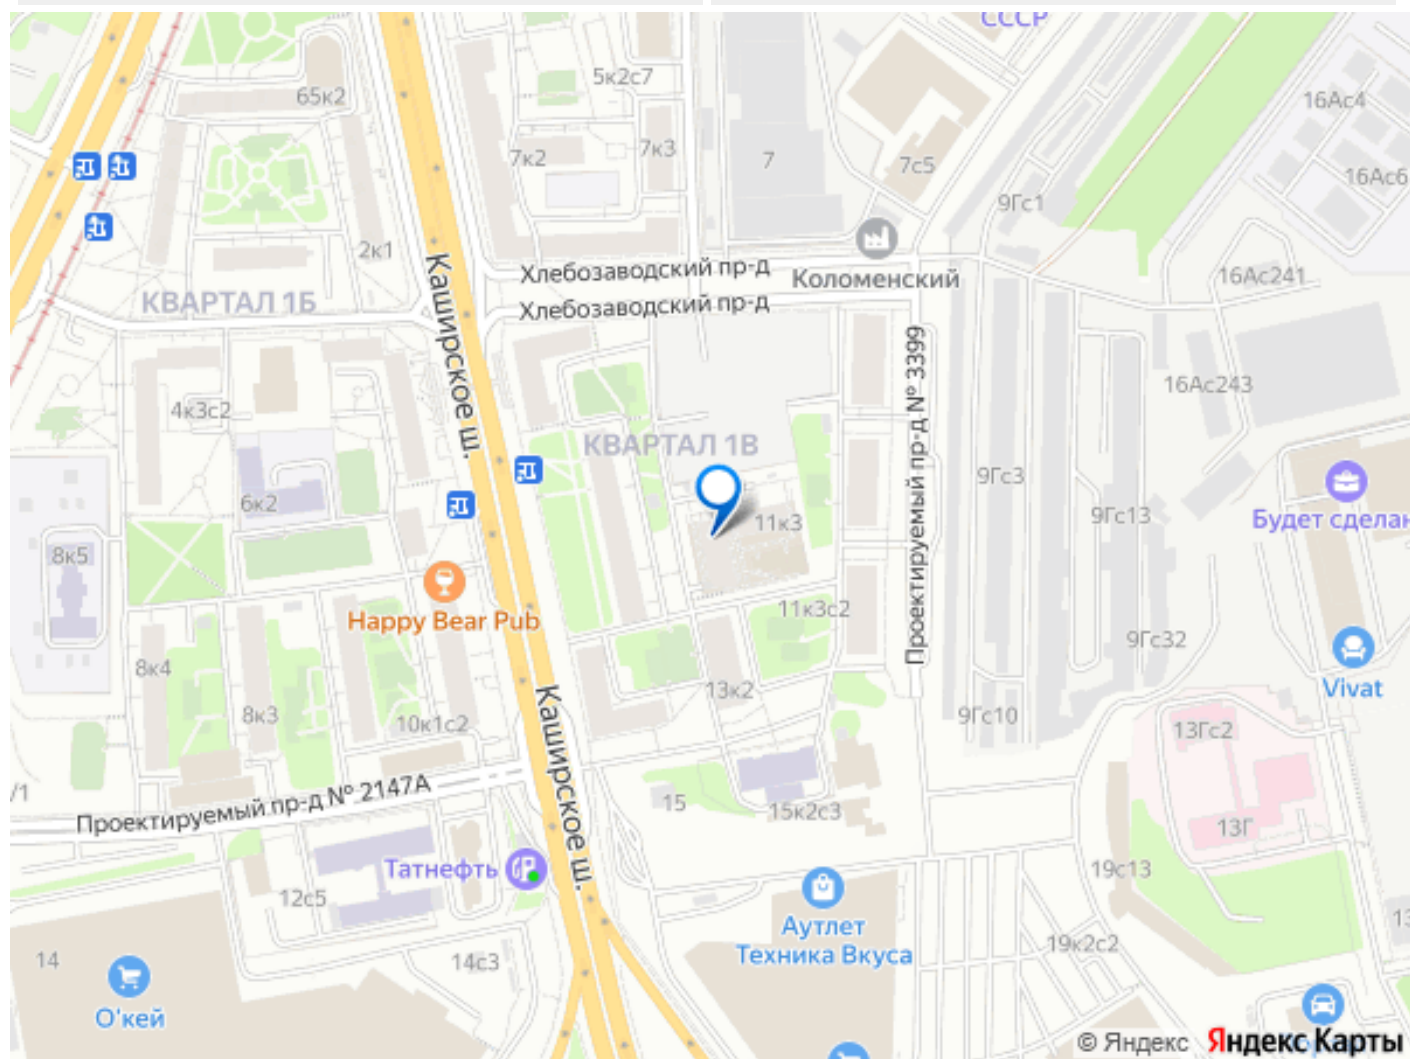 СССР
5к2с7
65к2
16Ас4
7к2
7к3
7
7с5
16Ас6
9Гс1
2к1
Хлебозаводский пр-д
Коломенский
16Ас241
КВАРТАЛ 1Б
Хлебозаводский пр-д
Каширское ш.
Проектируемый пр-д № 3399
16Ас243
4к3с2
КВАРТАЛ 1В
9Гс3
6к2
11к3
9Гс13
Будет сделан
8к5
Happy Bear Pub
11к3с2
9Гс32
8к4
13к2
Vivat
8к3
10к1с2
9Гс10
13Гс2
Каширское ш.
Проектируемый пр-д № 2147А
/1
15
15к2с3
13Г
Татнефть
19с13
12с5
Аутлет
Техника Вкуса
13
19к2с2
14
14с3
О'кей
© Яндекс Яндекс Карты